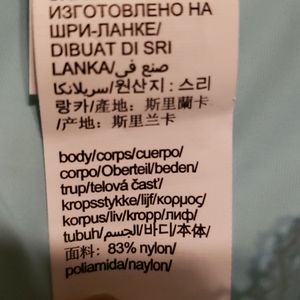 ИЗГОТОВЛЕНО НА
ШРИ-ЛАНКЕ/
DIBUAT DI SRI
LANKA/صنع في
سريلانكا/원산지 : 스리
랑카/產地：斯里蘭卡
/产地：斯里兰卡
body/corps/cuerpo/
corpo/Oberteil/beden/
trup/telová časť/
kropsstykke/lijf/κορμος/
korpus/liv/kropp/лиф/
tubuh/الجسم/바디/本体/
面料：83% nylon/
poliamida/naylon/